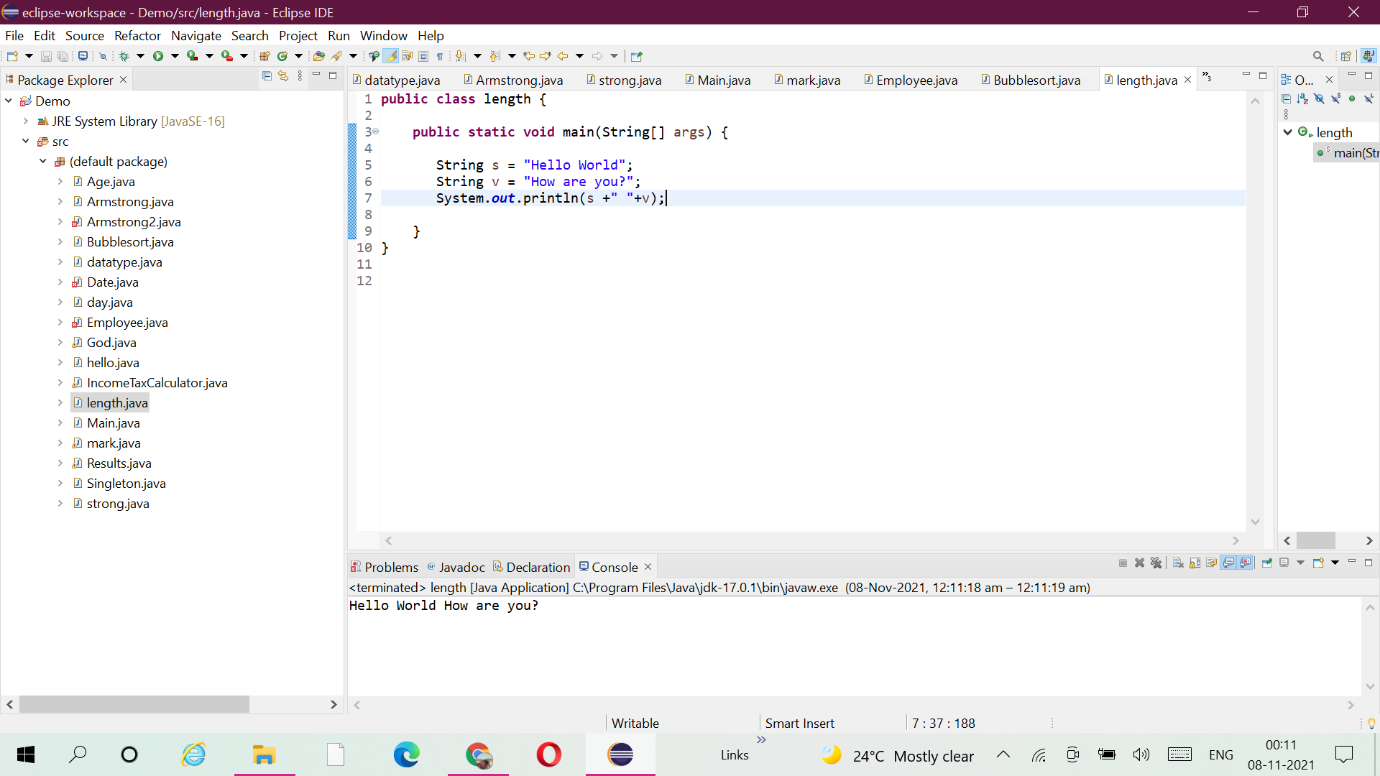 eclipse-workspace - Demo/src/length.java - Eclipse IDE
File Edit Source Refactor Navigate Search Project Run Window Help
Package Explorer
Demo
JRE System Library [JavaSE-16]
src
(default package)
Age.java
Armstrong.java
Armstrong2.java
Bubblesort.java
datatype.java
Date.java
day.java
Employee.java
God.java
hello.java
IncomeTaxCalculator.java
length.java
Main.java
mark.java
Results.java
Singleton.java
strong.java
datatype.java Armstrong.java strong.java Main.java mark.java Employee.java Bubblesort.java length.java »3
1 public class length {
2
3 public static void main(String[] args) {
4
5 String s = "Hello World";
6 String v = "How are you?";
7 System.out.println(s +" "+v);
8
9 }
10 }
11
12
O...
length
main(Str
Problems Javadoc Declaration Console
<terminated> length [Java Application] C:\Program Files\Java\jdk-17.0.1\bin\javaw.exe (08-Nov-2021, 12:11:18 am – 12:11:19 am)
Hello World How are you?
Writable Smart Insert 7 : 37 : 188
Links 24°C Mostly clear ENG 00:11
08-11-2021